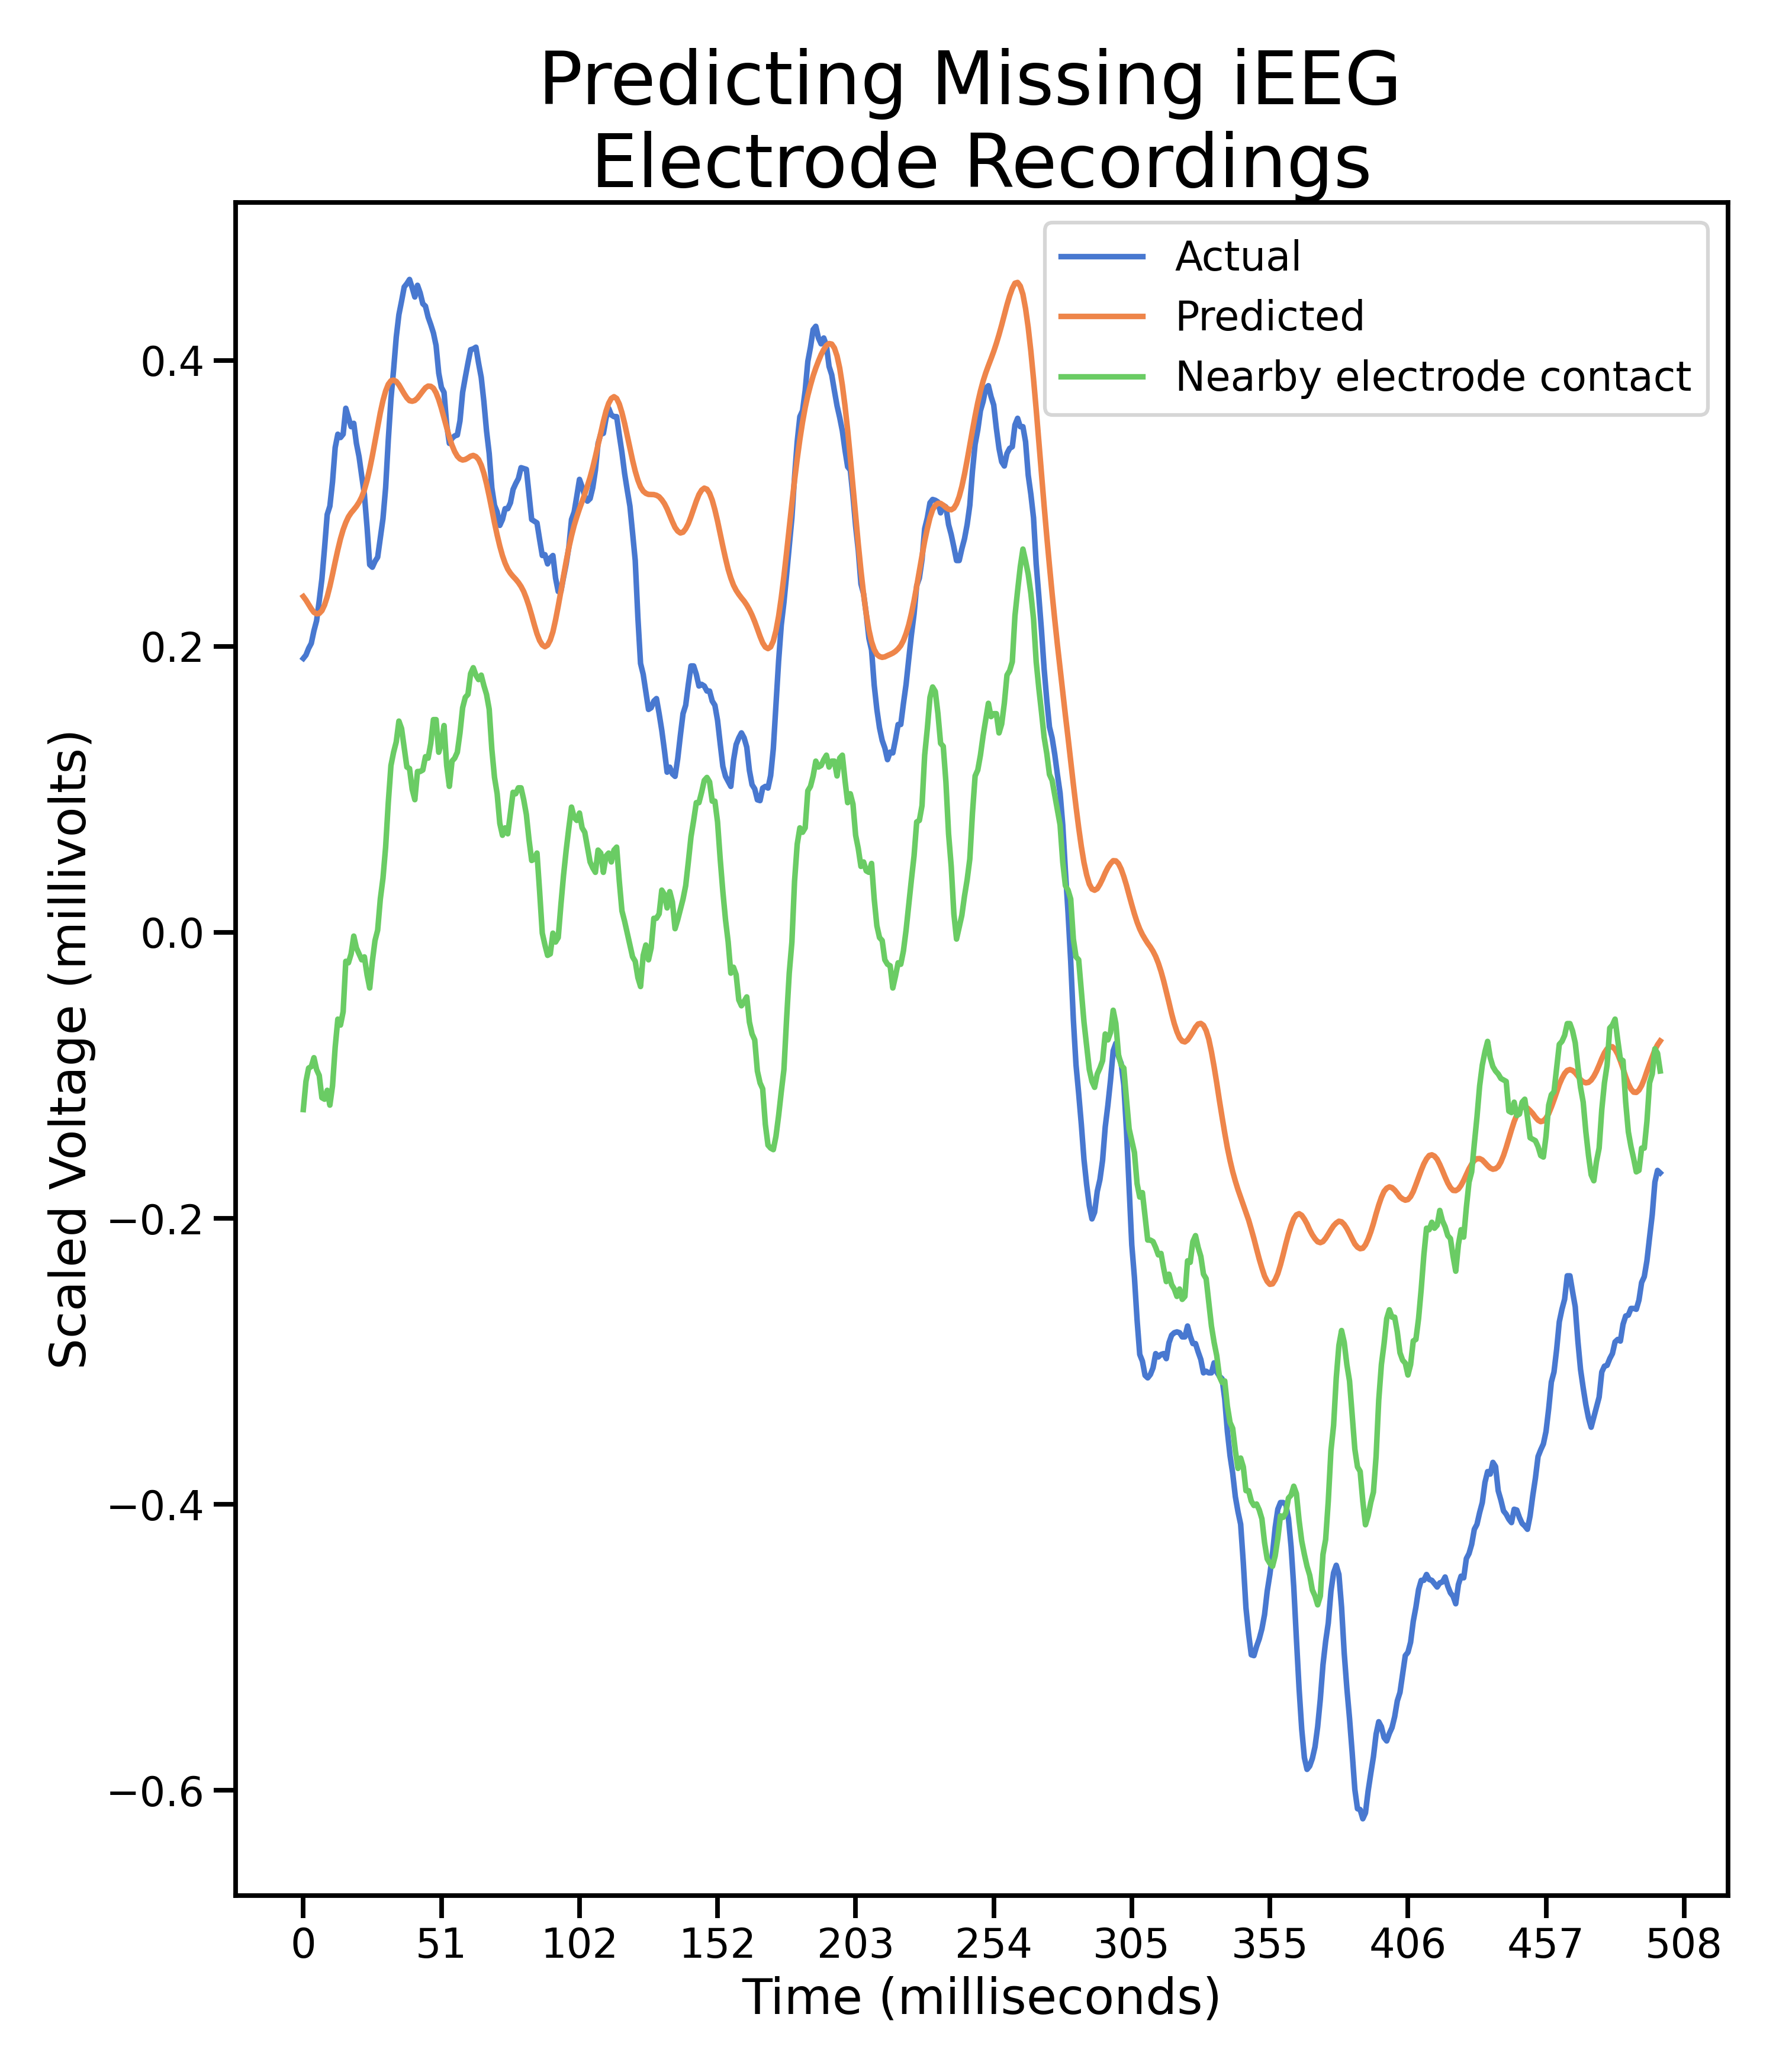 Predicting Missing iEEG
Electrode Recordings
Actual
Predicted
Nearby electrode contact
Scaled Voltage (millivolts)
0.4
0.2
0.0
−0.2
−0.4
−0.6
0 51 102 152 203 254 305 355 406 457 508
Time (milliseconds)